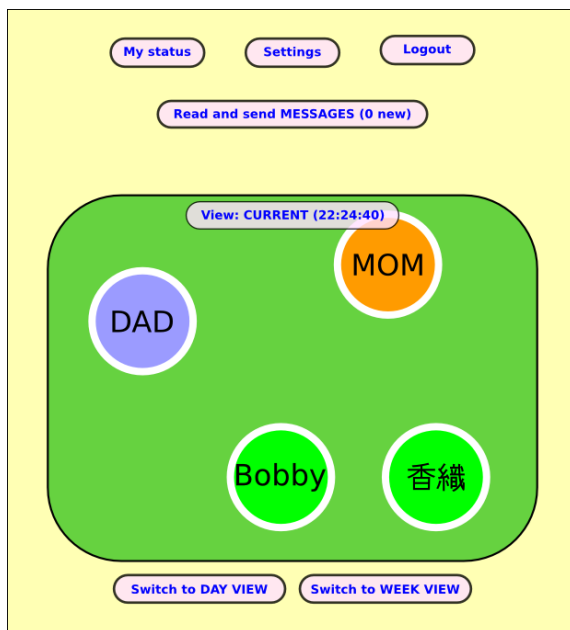 My status
Settings
Logout
Read and send MESSAGES (0 new)
View: CURRENT (22:24:40)
MOM
DAD
Bobby
香織
Switch to DAY VIEW
Switch to WEEK VIEW